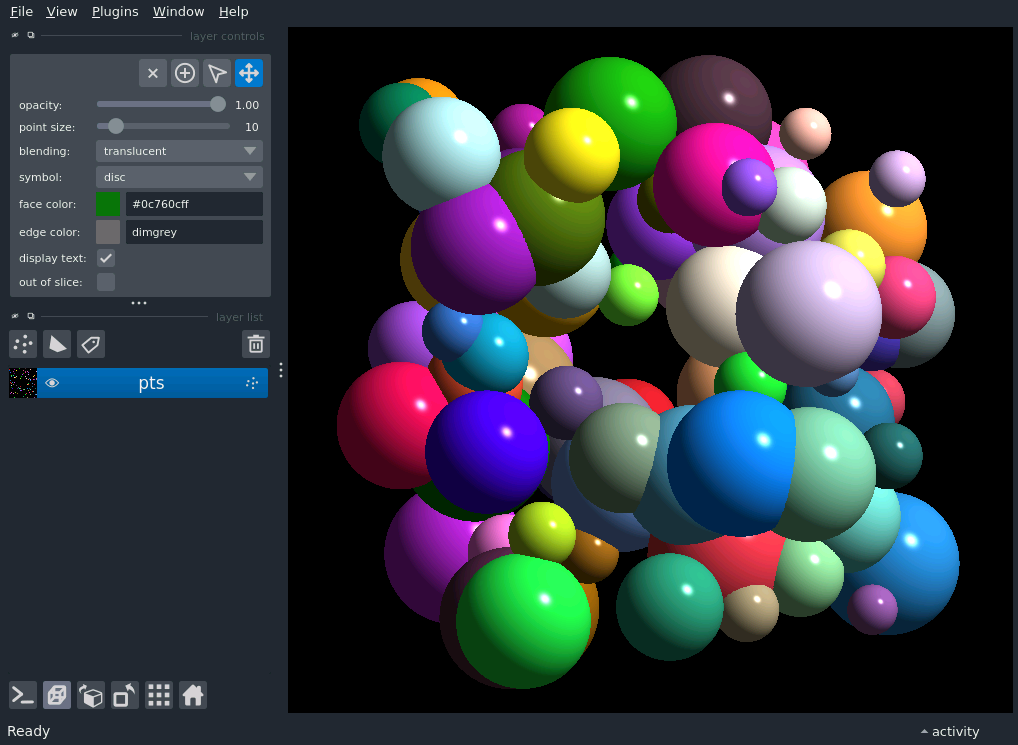 File View Plugins Window Help
layer controls
opacity: 1.00
point size: 10
blending: translucent
symbol: disc
face color: #0c760cff
edge color: dimgrey
display text:
out of slice:
layer list
pts
Ready activity